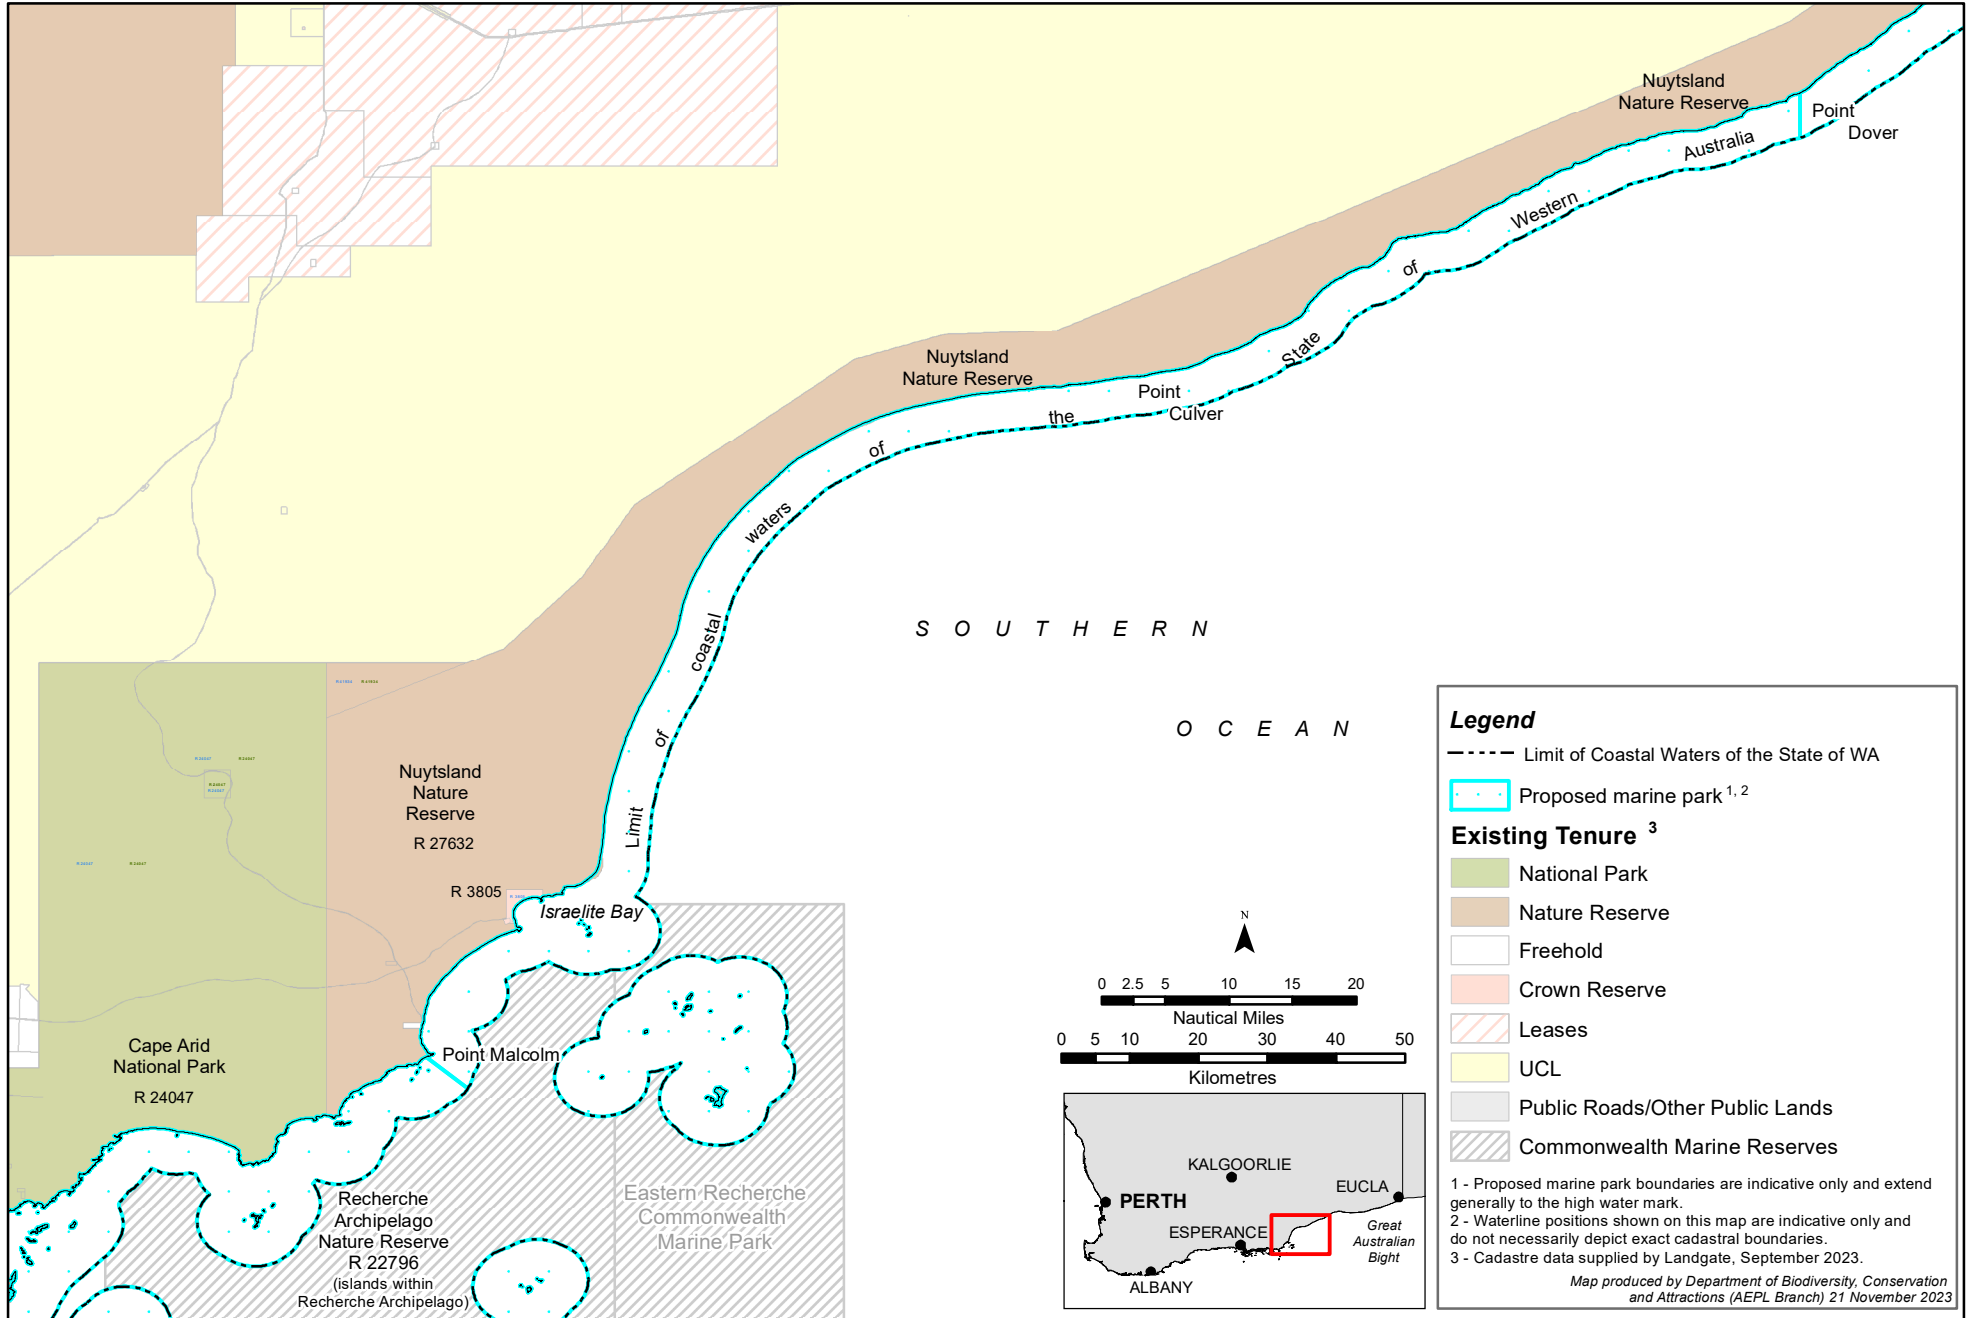 Nuytsland
Nature Reserve
Point
Dover
Australia
Western
of
State
Nuytsland
Nature Reserve
Point
Culver
the
of
waters
coastal
of
Limit
S O U T H E R N
O C E A N
Nuytsland
Nature
Reserve
R 27632
R 3805
Israelite Bay
Point Malcolm
Cape Arid
National Park
R 24047
Recherche
Archipelago
Nature Reserve
R 22796
(islands within
Recherche Archipelago)
Eastern Recherche
Commonwealth
Marine Park
N
0 2.5 5 10 15 20
Nautical Miles
0 5 10 20 30 40 50
Kilometres
KALGOORLIE
PERTH
EUCLA
ESPERANCE
ALBANY
Great
Australian
Bight
Legend
Limit of Coastal Waters of the State of WA
Proposed marine park 1, 2
Existing Tenure 3
National Park
Nature Reserve
Freehold
Crown Reserve
Leases
UCL
Public Roads/Other Public Lands
Commonwealth Marine Reserves
1 - Proposed marine park boundaries are indicative only and extend
generally to the high water mark.
2 - Waterline positions shown on this map are indicative only and
do not necessarily depict exact cadastral boundaries.
3 - Cadastre data supplied by Landgate, September 2023.
Map produced by Department of Biodiversity, Conservation
and Attractions (AEPL Branch) 21 November 2023